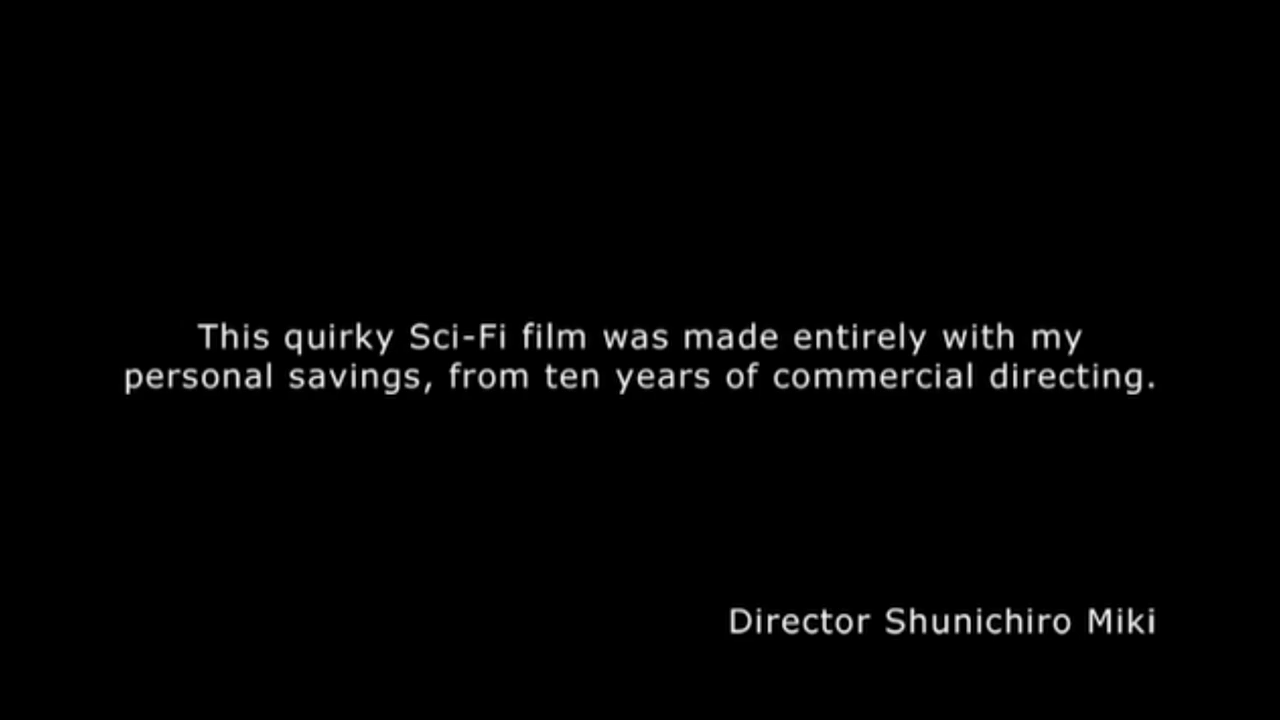 This quirky Sci-Fi film was made entirely with my
personal savings, from ten years of commercial directing.
Director Shunichiro Miki